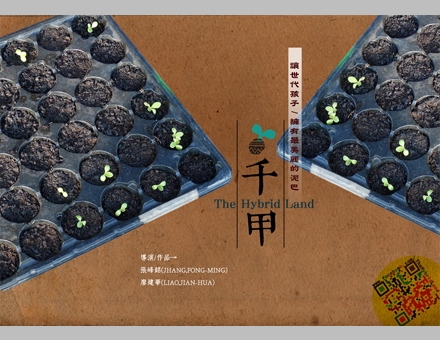 讓世代孩子、擁有最美麗的泥巴
千甲
The Hybrid Land
導演/作品→
張峰銘(JHANG,FONG-MING)
廖建華(LIAO,JIAN-HUA)